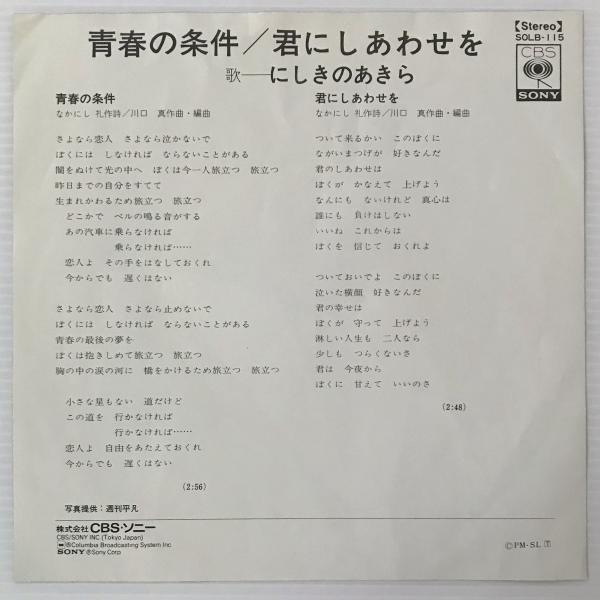 青春の条件/君にしあわせを
歌──にしきのあきら
【Stereo】
SOLB-115
CBS
SONY
青春の条件
なかにし 礼作詩/川口 真作曲・編曲
さよなら恋人 さよなら泣かないで
ぼくには しなければ ならないことがある
闇をぬけて光の中へ ぼくは今一人旅立つ 旅立つ
昨日までの自分をすてて
生まれかわるため旅立つ 旅立つ
どこかで ベルの鳴る音がする
あの汽車に乗らなければ
乗らなければ……
恋人よ その手をはなしておくれ
今からでも 遅くはない
さよなら恋人 さよなら止めないで
ぼくには しなければ ならないことがある
青春の最後の夢を
ぼくは抱きしめて旅立つ 旅立つ
胸の中の涙の河に 橋をかけるため旅立つ 旅立つ
小さな星もない 道だけど
この道を 行かなければ
行かなければ……
恋人よ 自由をあたえておくれ
今からでも 遅くはない
(2:56)
君にしあわせを
なかにし 礼作詩/川口 真作曲・編曲
ついて来るかい このぼくに
ながいまつげが 好きなんだ
君のしあわせは
ぼくが かなえて 上げよう
なんにも ないけれど 真心は
誰にも 負けはしない
いいね これからは
ぼくを 信じて おくれよ
ついておいでよ このぼくに
泣いた横顔 好きなんだ
君の幸せは
ぼくが 守って 上げよう
淋しい人生も 二人なら
少しも つらくないさ
君は 今夜から
ぼくに 甘えて いいのさ
(2:48)
写真提供:週刊平凡
株式会社 CBS・ソニー
CBS/SONY INC (Tokyo Japan)
®Columbia Broadcasting System Inc
SONY ®Sony Corp
©PM-SL Ⓣ